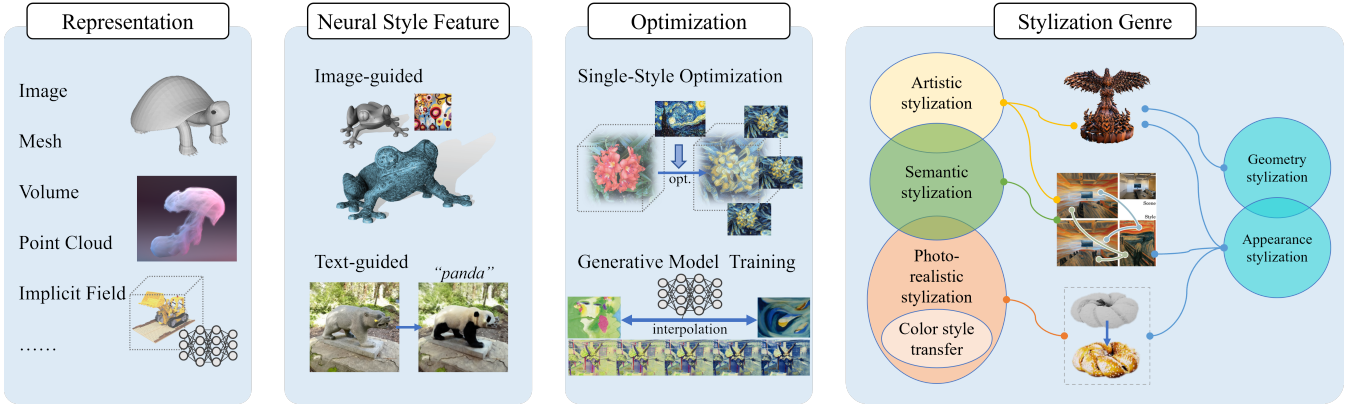 Representation
Image
Mesh
Volume
Point Cloud
Implicit Field
……
Neural Style Feature
Image-guided
Text-guided
“panda”
Optimization
Single-Style Optimization
opt.
Generative Model Training
interpolation
Stylization Genre
Artistic
stylization
Semantic
stylization
Photo-
realistic
stylization
Color style
transfer
Scene
Style
Geometry
stylization
Appearance
stylization